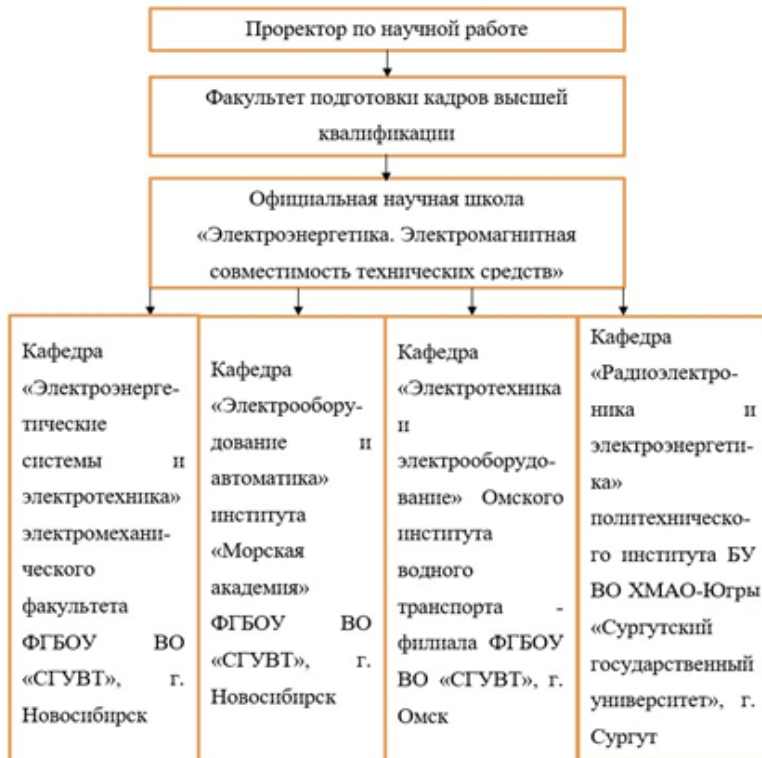 Проректор по научной работе
Факультет подготовки кадров высшей
квалификации
Официальная научная школа
«Электроэнергетика. Электромагнитная
совместимость технических средств»
Кафедра
«Электроэнерге-
тические
системы и
электротехника»
электромехани-
ческого
факультета
ФГБОУ ВО
«СГУВТ», г.
Новосибирск
Кафедра
«Электрообору-
дование и
автоматика»
института
«Морская
академия»
ФГБОУ ВО
«СГУВТ», г.
Новосибирск
Кафедра
«Электротехника
и
электрооборудо-
вание» Омского
института
водного
транспорта -
филиала ФГБОУ
ВО «СГУВТ», г.
Омск
Кафедра
«Радиоэлектро-
ника и
электроэнергети-
ка»
политехническо-
го института БУ
ВО ХМАО-Югры
«Сургутский
государственный
университет», г.
Сургут